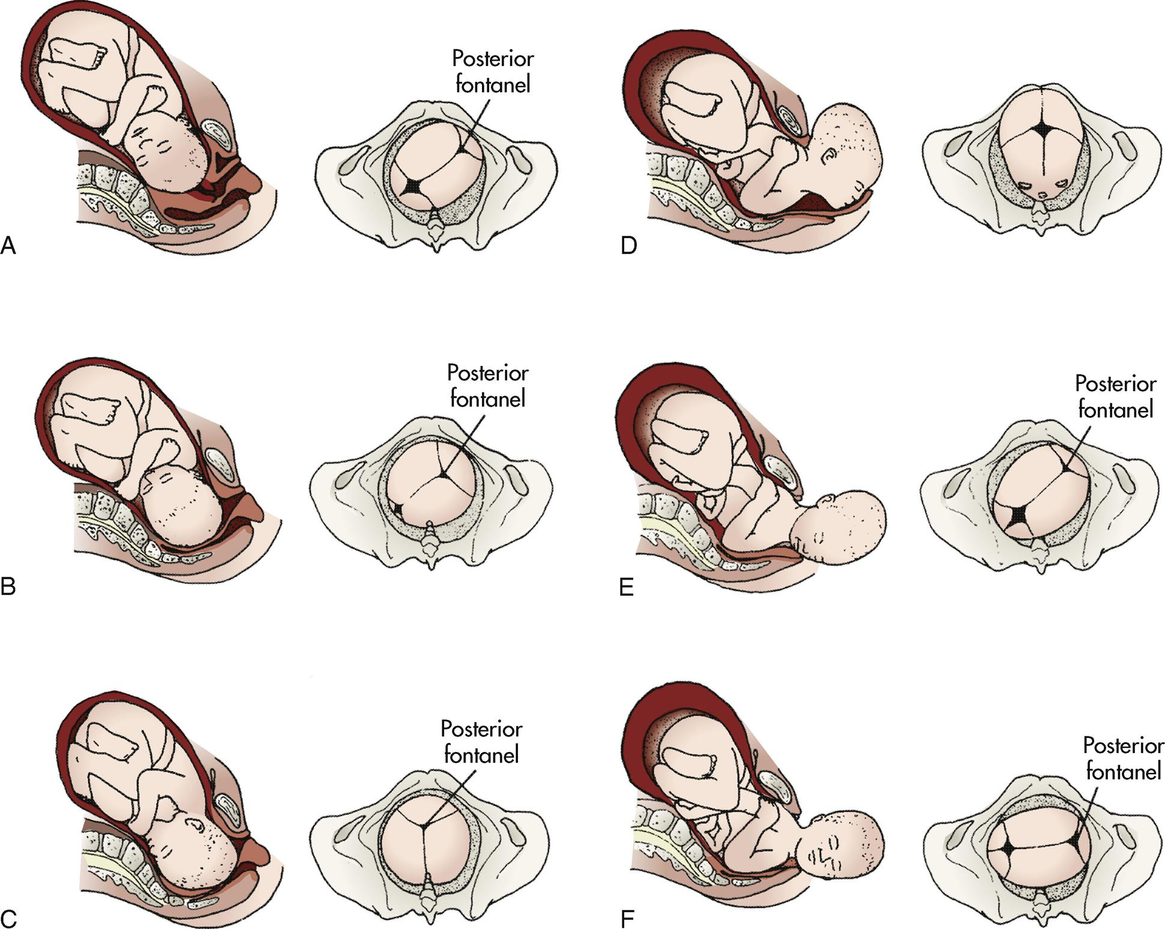 Posterior
fontanel
A
Posterior
fontanel
B
Posterior
fontanel
C
D
Posterior
fontanel
E
Posterior
fontanel
F